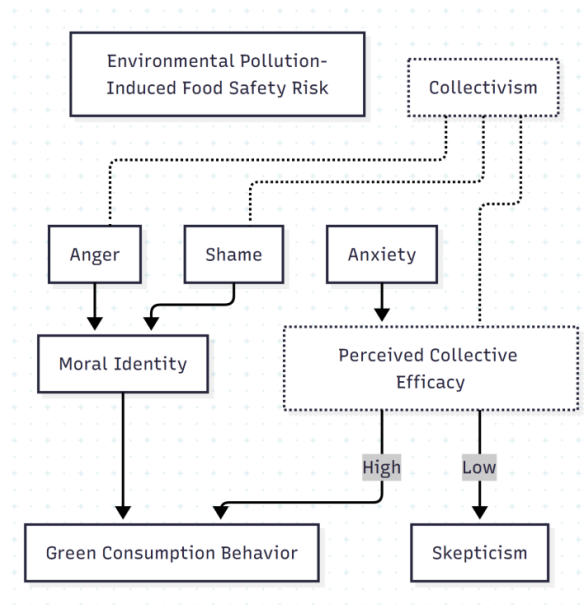 Environmental Pollution-
Induced Food Safety Risk
Collectivism
Anger
Shame
Anxiety
Moral Identity
Perceived Collective
Efficacy
High
Low
Green Consumption Behavior
Skepticism